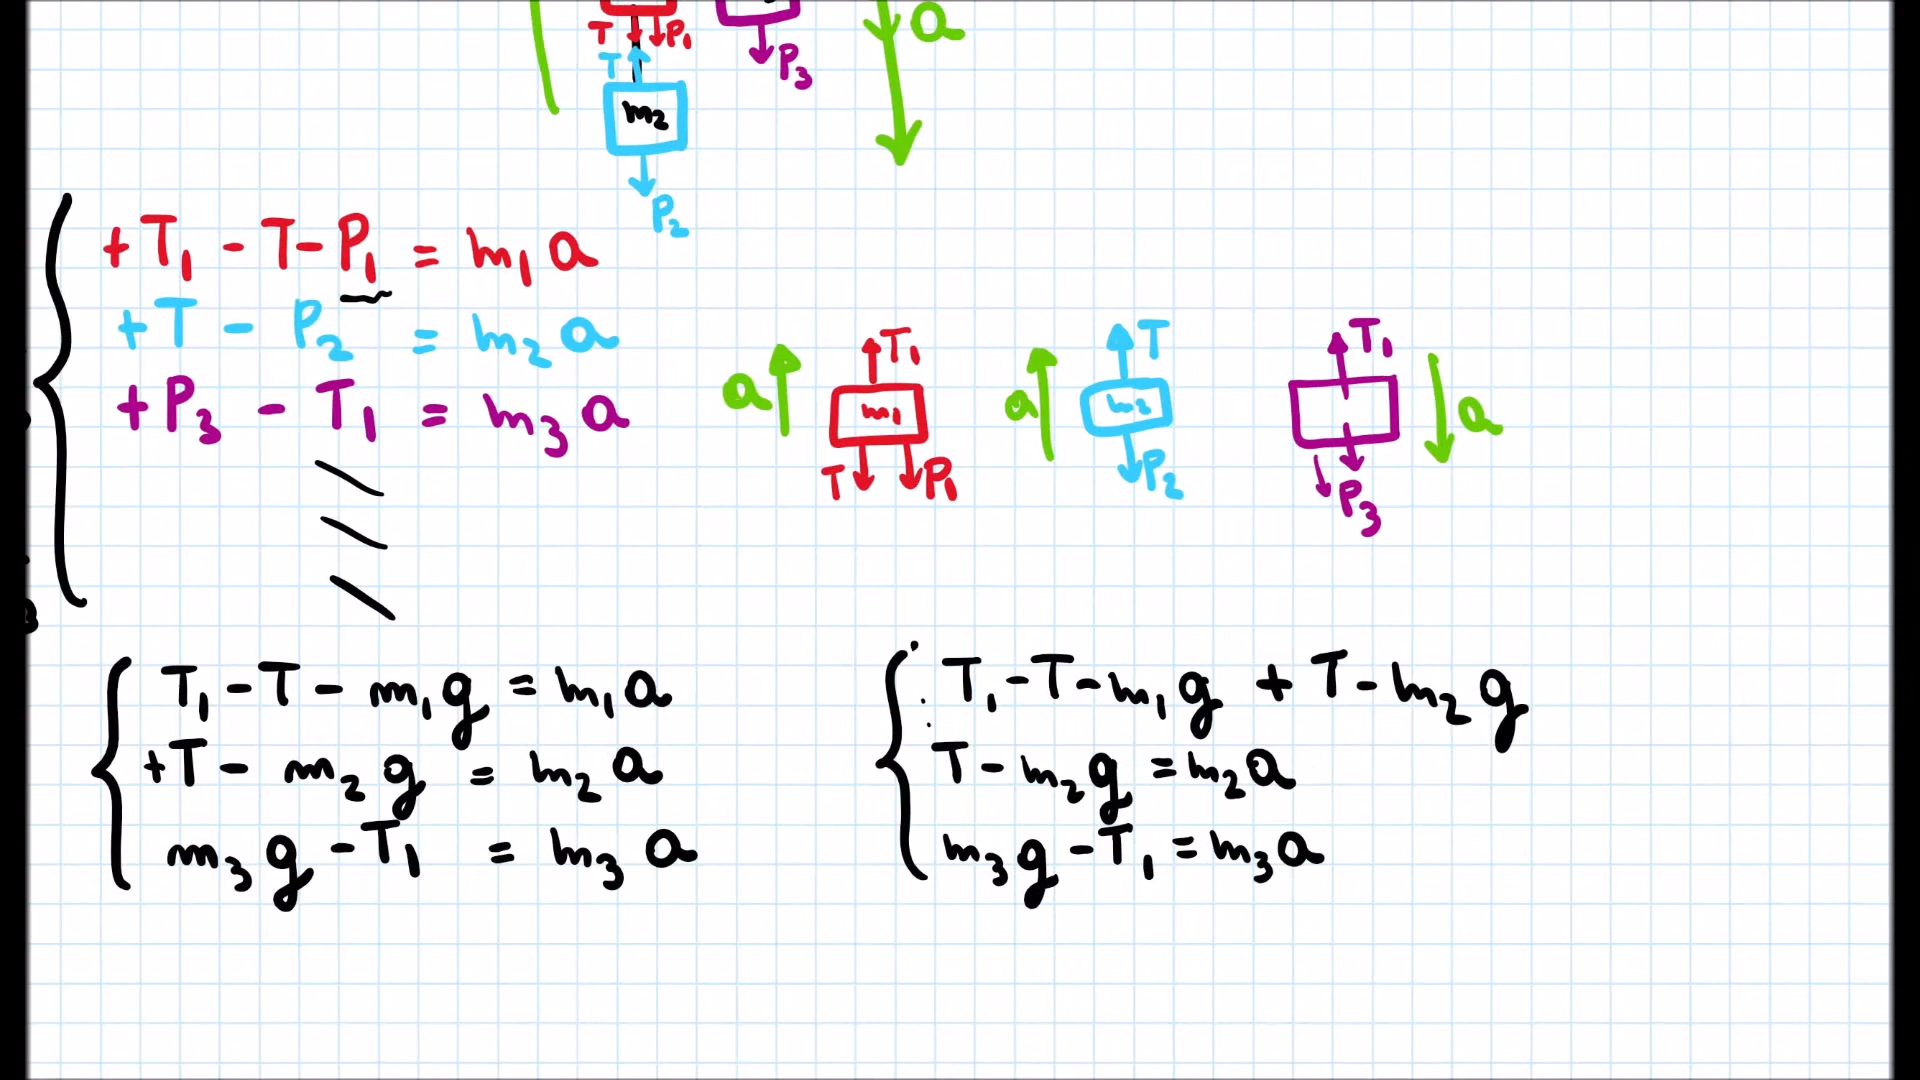 T P₁ a
T P₃
m₂
P₂
+T₁ - T - P₁ = m₁ a
+T - P₂ = m₂ a
+P₃ - T₁ = m₃ a
T₁ T T₁
a m₁ a m₂ a
T P₁ P₂ P₃
T₁ - T - m₁g = m₁a
+T - m₂g = m₂a
m₃g - T₁ = m₃a
T₁ - T - m₁g + T - m₂g
T - m₂g = m₂a
m₃g - T₁ = m₃a